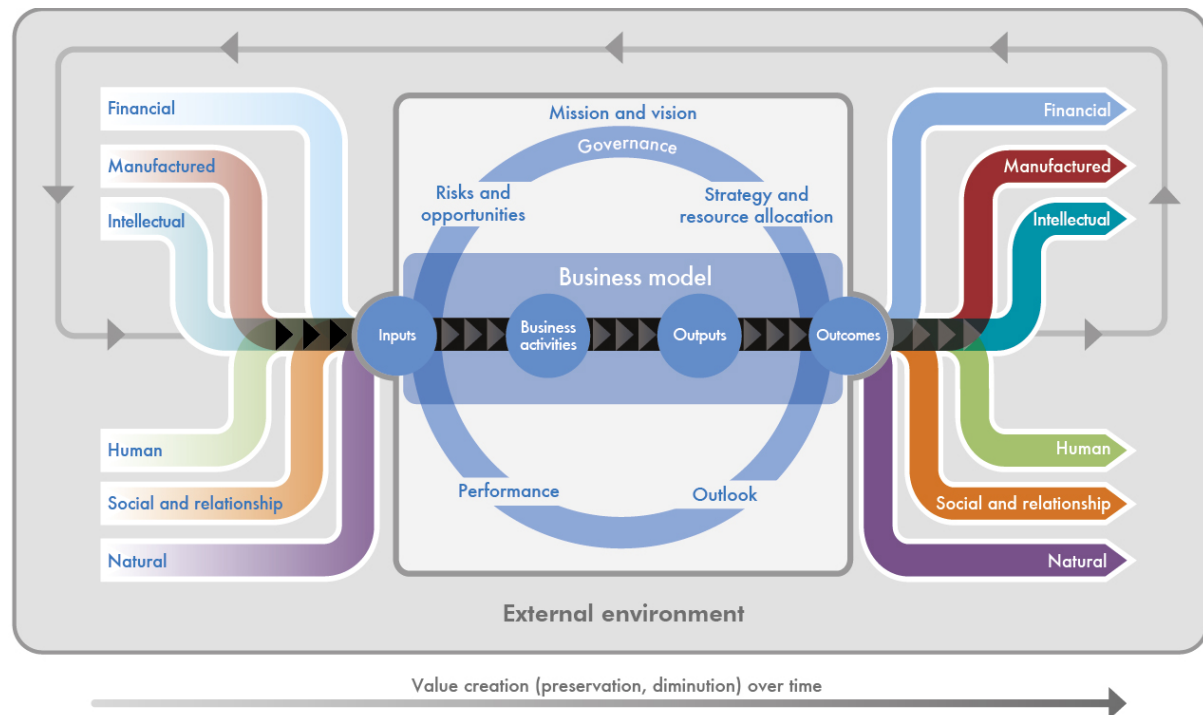 Financial
Manufactured
Intellectual
Human
Social and relationship
Natural
Mission and vision
Governance
Risks and
opportunities
Strategy and
resource allocation
Business model
Inputs
Business
activities
Outputs
Outcomes
Performance
Outlook
Financial
Manufactured
Intellectual
Human
Social and relationship
Natural
External environment
Value creation (preservation, diminution) over time